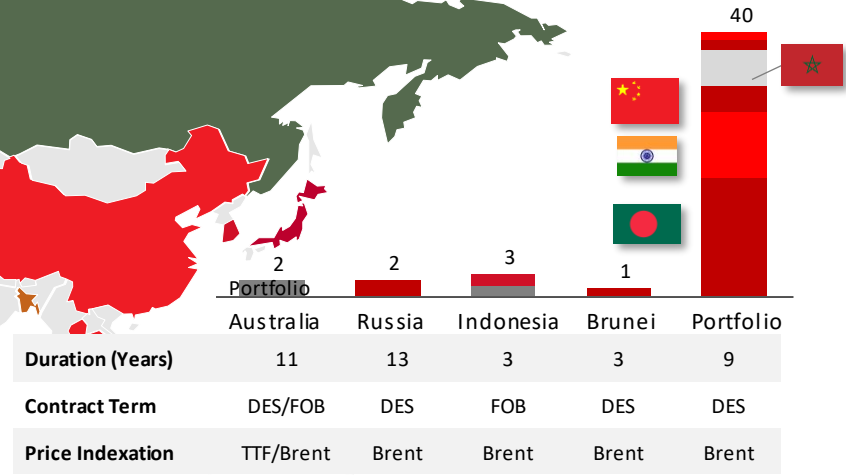 40
2 2 3 1
Portfolio
Australia Russia Indonesia Brunei Portfolio
Duration (Years) 11 13 3 3 9
Contract Term DES/FOB DES FOB DES DES
Price Indexation TTF/Brent Brent Brent Brent Brent